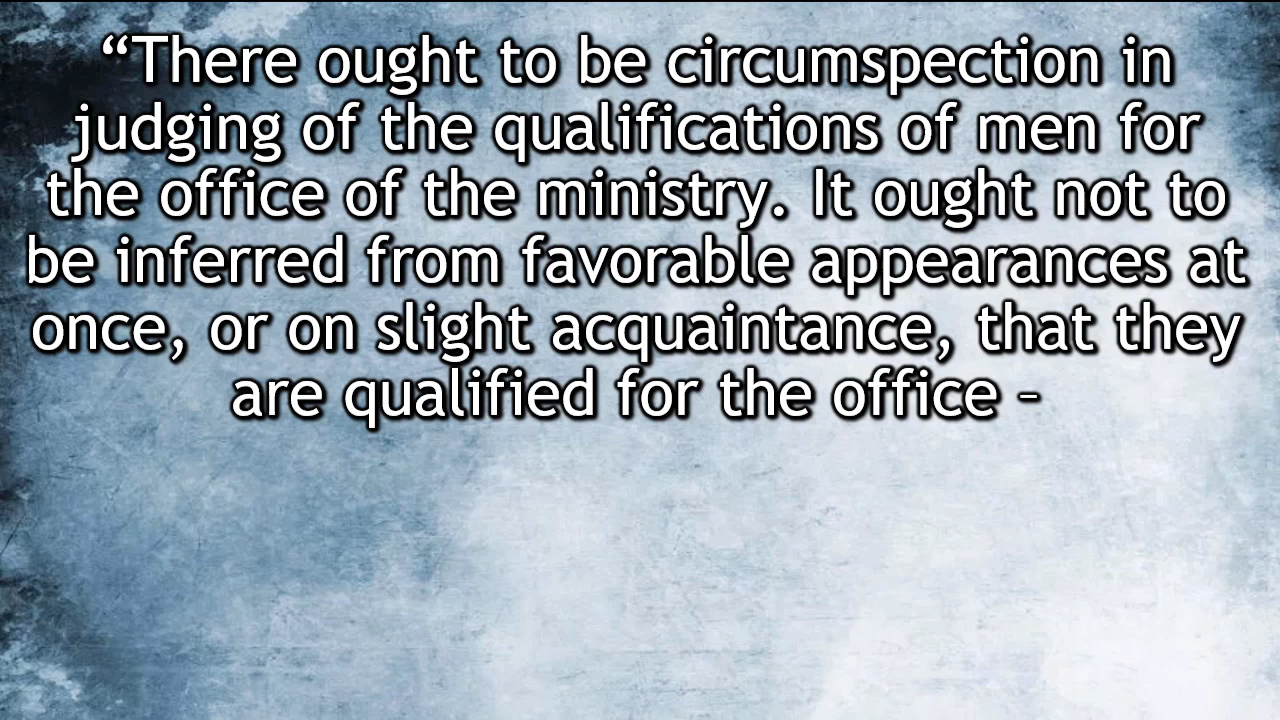 “There ought to be circumspection in
judging of the qualifications of men for
the office of the ministry. It ought not to
be inferred from favorable appearances at
once, or on slight acquaintance, that they
are qualified for the office –